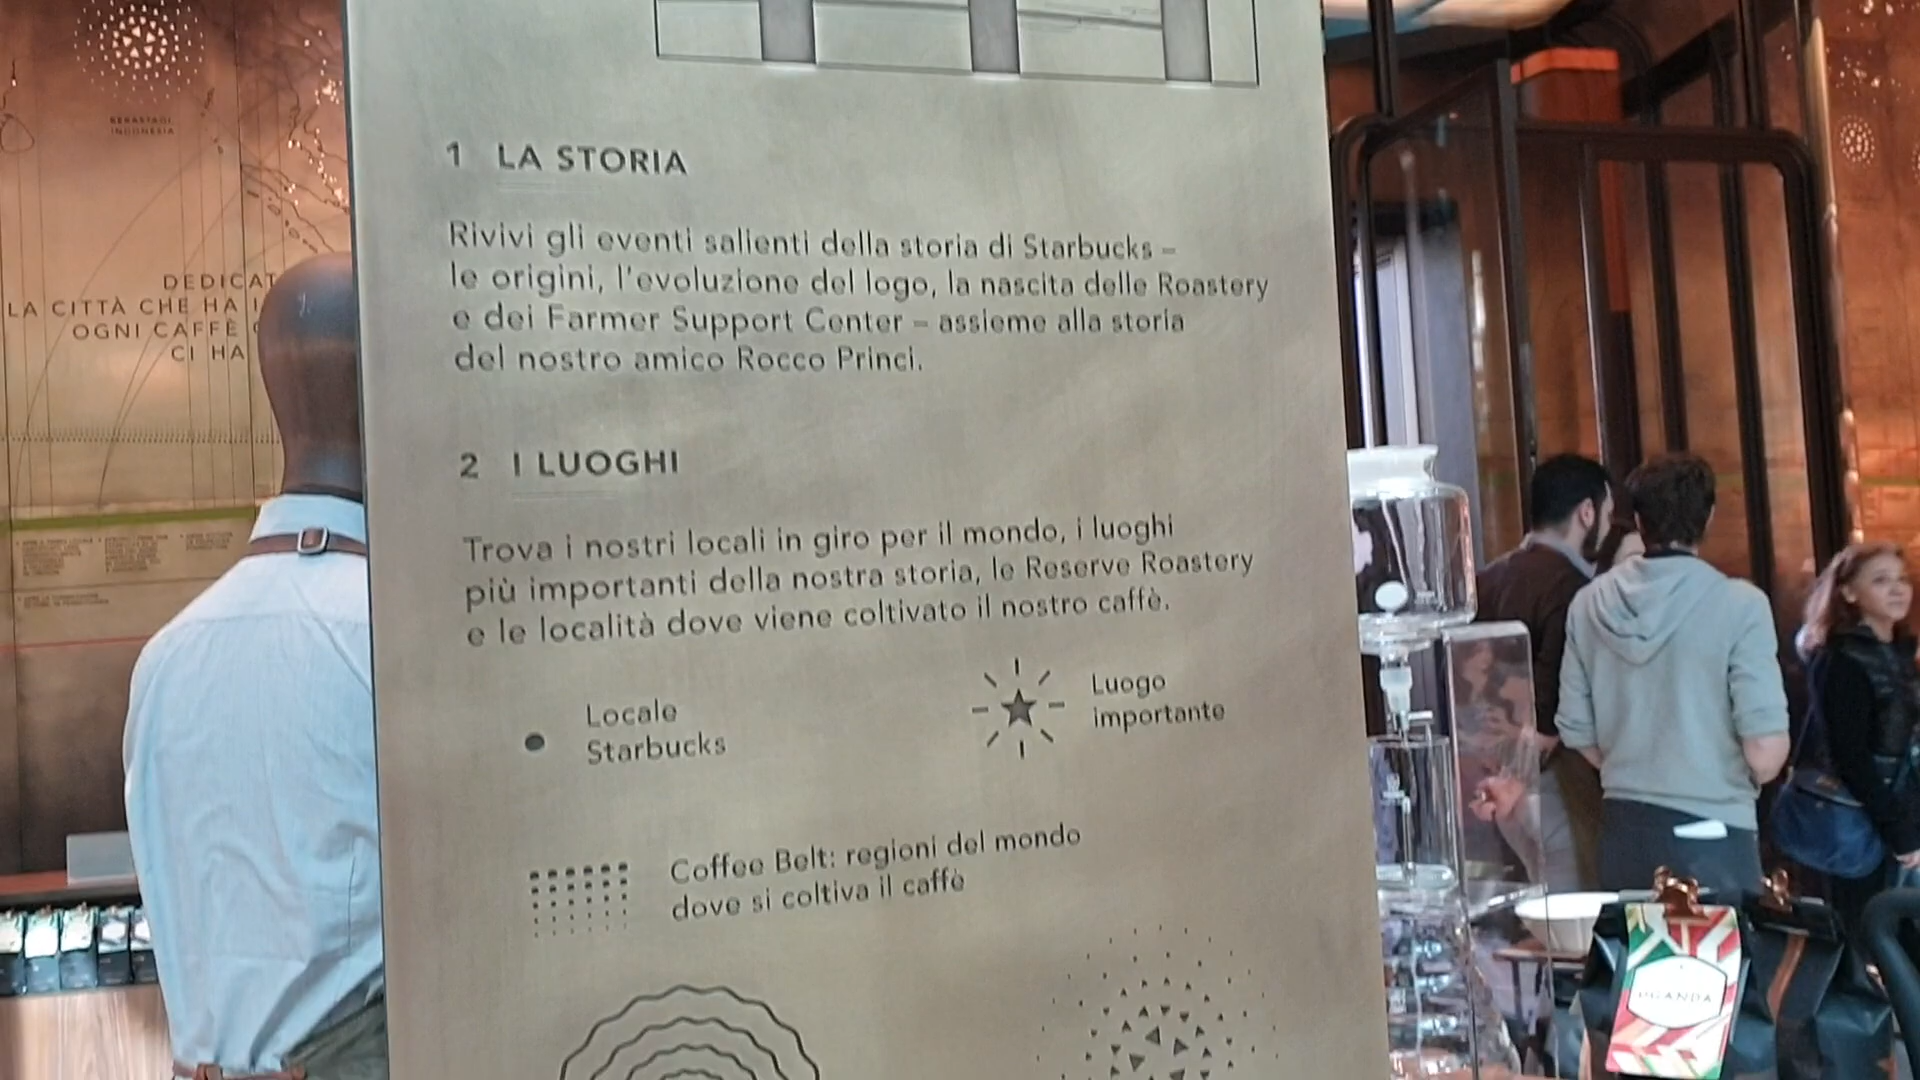 BERASTAGI
INDONESIA
DEDICAT
LA CITTÀ CHE HA I
OGNI CAFFÈ
CI HA
1 LA STORIA
Rivivi gli eventi salienti della storia di Starbucks –
le origini, l'evoluzione del logo, la nascita delle Roastery
e dei Farmer Support Center – assieme alla storia
del nostro amico Rocco Princi.
2 I LUOGHI
Trova i nostri locali in giro per il mondo, i luoghi
più importanti della nostra storia, le Reserve Roastery
e le località dove viene coltivato il nostro caffè.
Locale
Starbucks
Luogo
importante
Coffee Belt: regioni del mondo
dove si coltiva il caffè
UGANDA